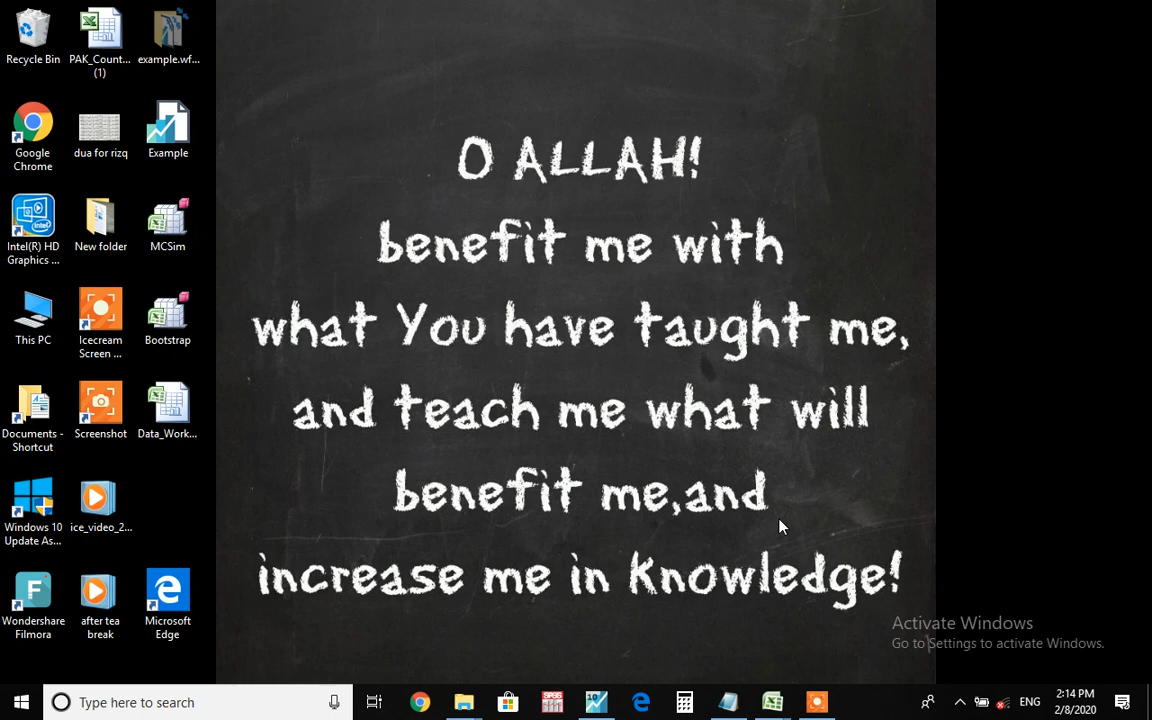 Recycle Bin
PAK_Count...
(1)
example.wf...
Google
Chrome
dua for rizq
Example
Intel(R) HD
Graphics ...
New folder
MCSim
This PC
Icecream
Screen ...
Bootstrap
Documents -
Shortcut
Screenshot
Data_Work...
Windows 10
Update As...
ice_video_2...
Wondershare
Filmora
after tea
break
Microsoft
Edge
O ALLAH!
benefit me with
what You have taught me,
and teach me what will
benefit me,and
increase me in Knowledge!
Activate Windows
Go to Settings to activate Windows.
Type here to search
SPSS
10
ENG
2:14 PM
2/8/2020